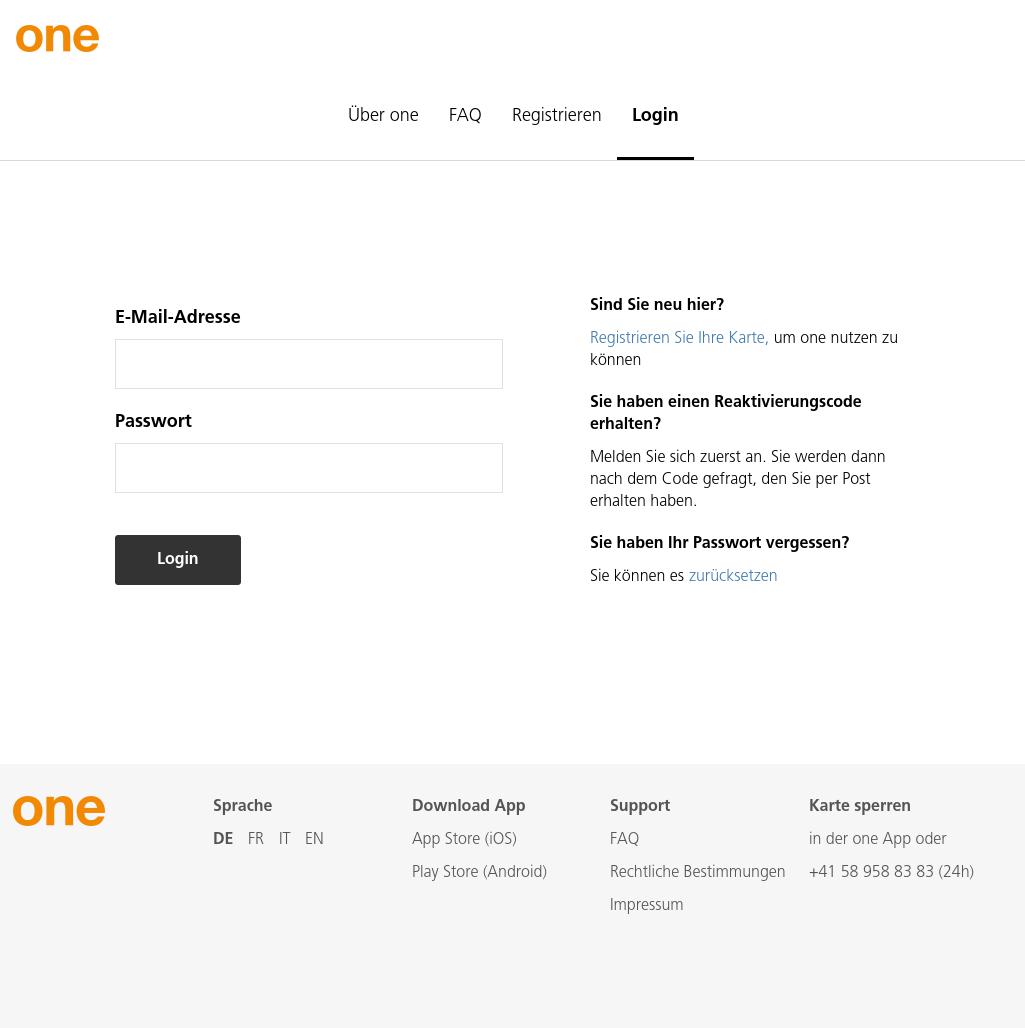 one
Über one FAQ Registrieren Login
E-Mail-Adresse
Passwort
Login
Sind Sie neu hier?
Registrieren Sie Ihre Karte, um one nutzen zu
können
Sie haben einen Reaktivierungscode
erhalten?
Melden Sie sich zuerst an. Sie werden dann
nach dem Code gefragt, den Sie per Post
erhalten haben.
Sie haben Ihr Passwort vergessen?
Sie können es zurücksetzen
one
Sprache
DE FR IT EN
Download App
App Store (iOS)
Play Store (Android)
Support
FAQ
Rechtliche Bestimmungen
Impressum
Karte sperren
in der one App oder
+41 58 958 83 83 (24h)